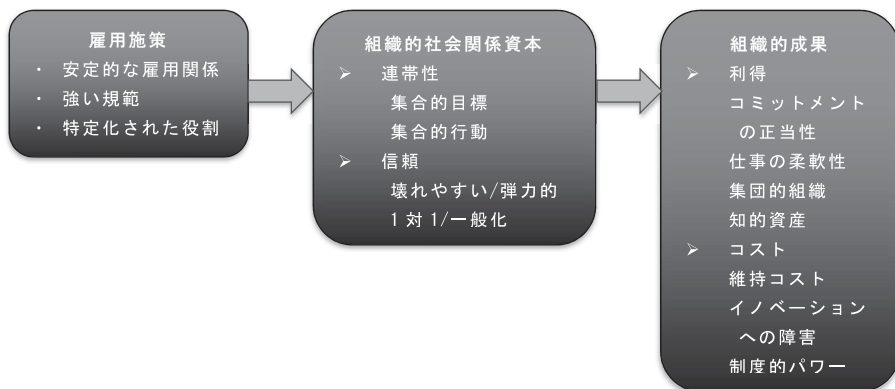 雇用施策
・ 安定的な雇用関係
・ 強い規範
・ 特定化された役割
組織的社会関係資本
➢ 連帯性
集合的目標
集合的行動
➢ 信頼
壊れやすい/弾力的
1 対 1/一般化
組織的成果
➢ 利得
コミットメント
の正当性
仕事の柔軟性
集団的組織
知的資産
➢ コスト
維持コスト
イノベーション
への障害
制度的パワー